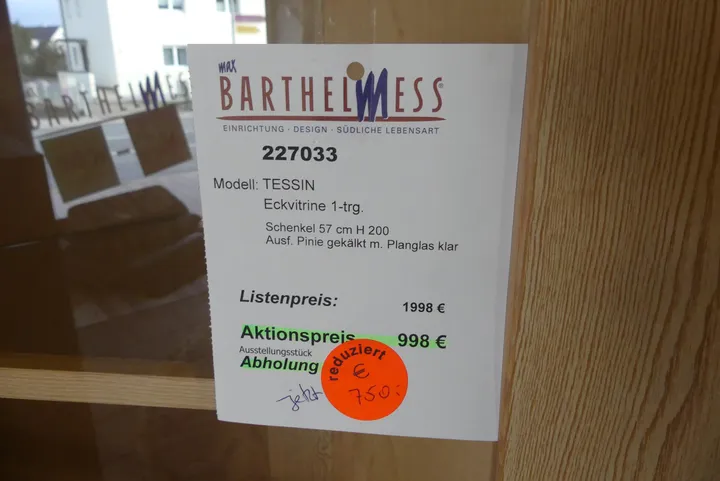 max
BARTHELMESS
EINRICHTUNG · DESIGN · SÜDLICHE LEBENSART
227033
Modell: TESSIN
Eckvitrine 1-trg.
Schenkel 57 cm H 200
Ausf. Pinie gekälkt m. Planglas klar
Listenpreis: 1998 €
Aktionspreis 998 €
Ausstellungsstück
Abholung
reduziert
€
jetzt 750.-
BARTHELMESS